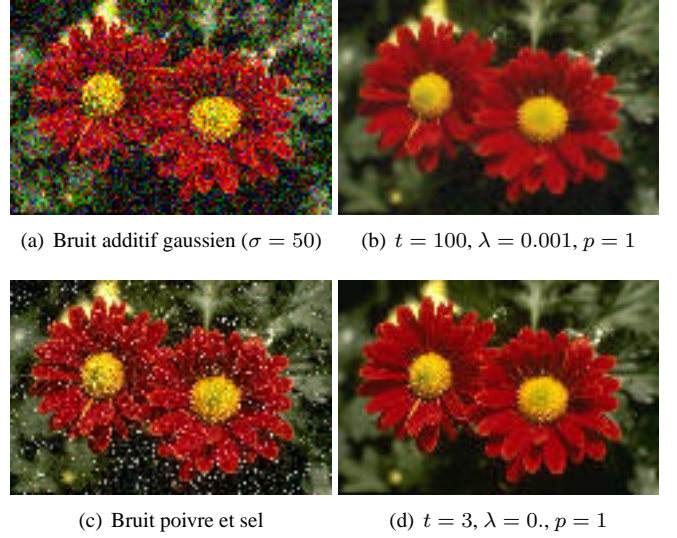 (a) Bruit additif gaussien (σ = 50)
(b) t = 100, λ = 0.001, p = 1
(c) Bruit poivre et sel
(d) t = 3, λ = 0., p = 1